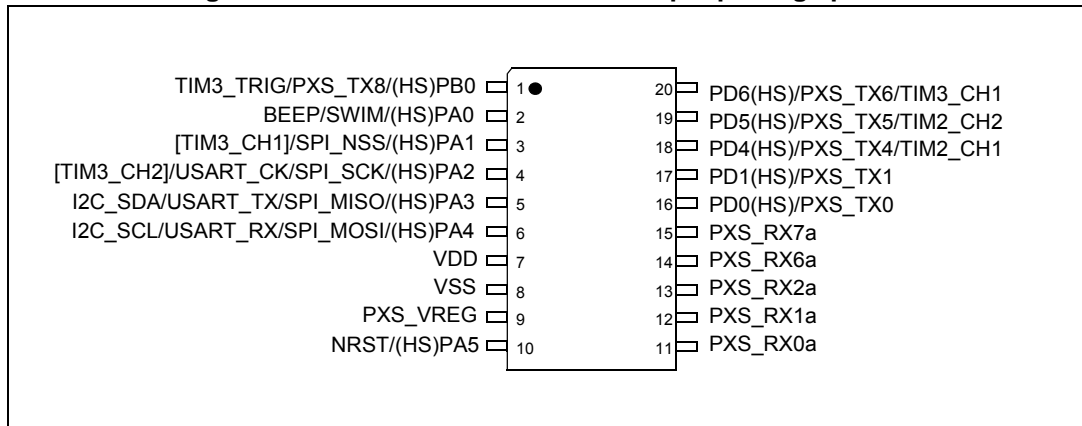 TIM3_TRIG/PXS_TX8/(HS)PB0 1 20 PD6(HS)/PXS_TX6/TIM3_CH1
BEEP/SWIM/(HS)PA0 2 19 PD5(HS)/PXS_TX5/TIM2_CH2
[TIM3_CH1]/SPI_NSS/(HS)PA1 3 18 PD4(HS)/PXS_TX4/TIM2_CH1
[TIM3_CH2]/USART_CK/SPI_SCK/(HS)PA2 4 17 PD1(HS)/PXS_TX1
I2C_SDA/USART_TX/SPI_MISO/(HS)PA3 5 16 PD0(HS)/PXS_TX0
I2C_SCL/USART_RX/SPI_MOSI/(HS)PA4 6 15 PXS_RX7a
VDD 7 14 PXS_RX6a
VSS 8 13 PXS_RX2a
PXS_VREG 9 12 PXS_RX1a
NRST/(HS)PA5 10 11 PXS_RX0a